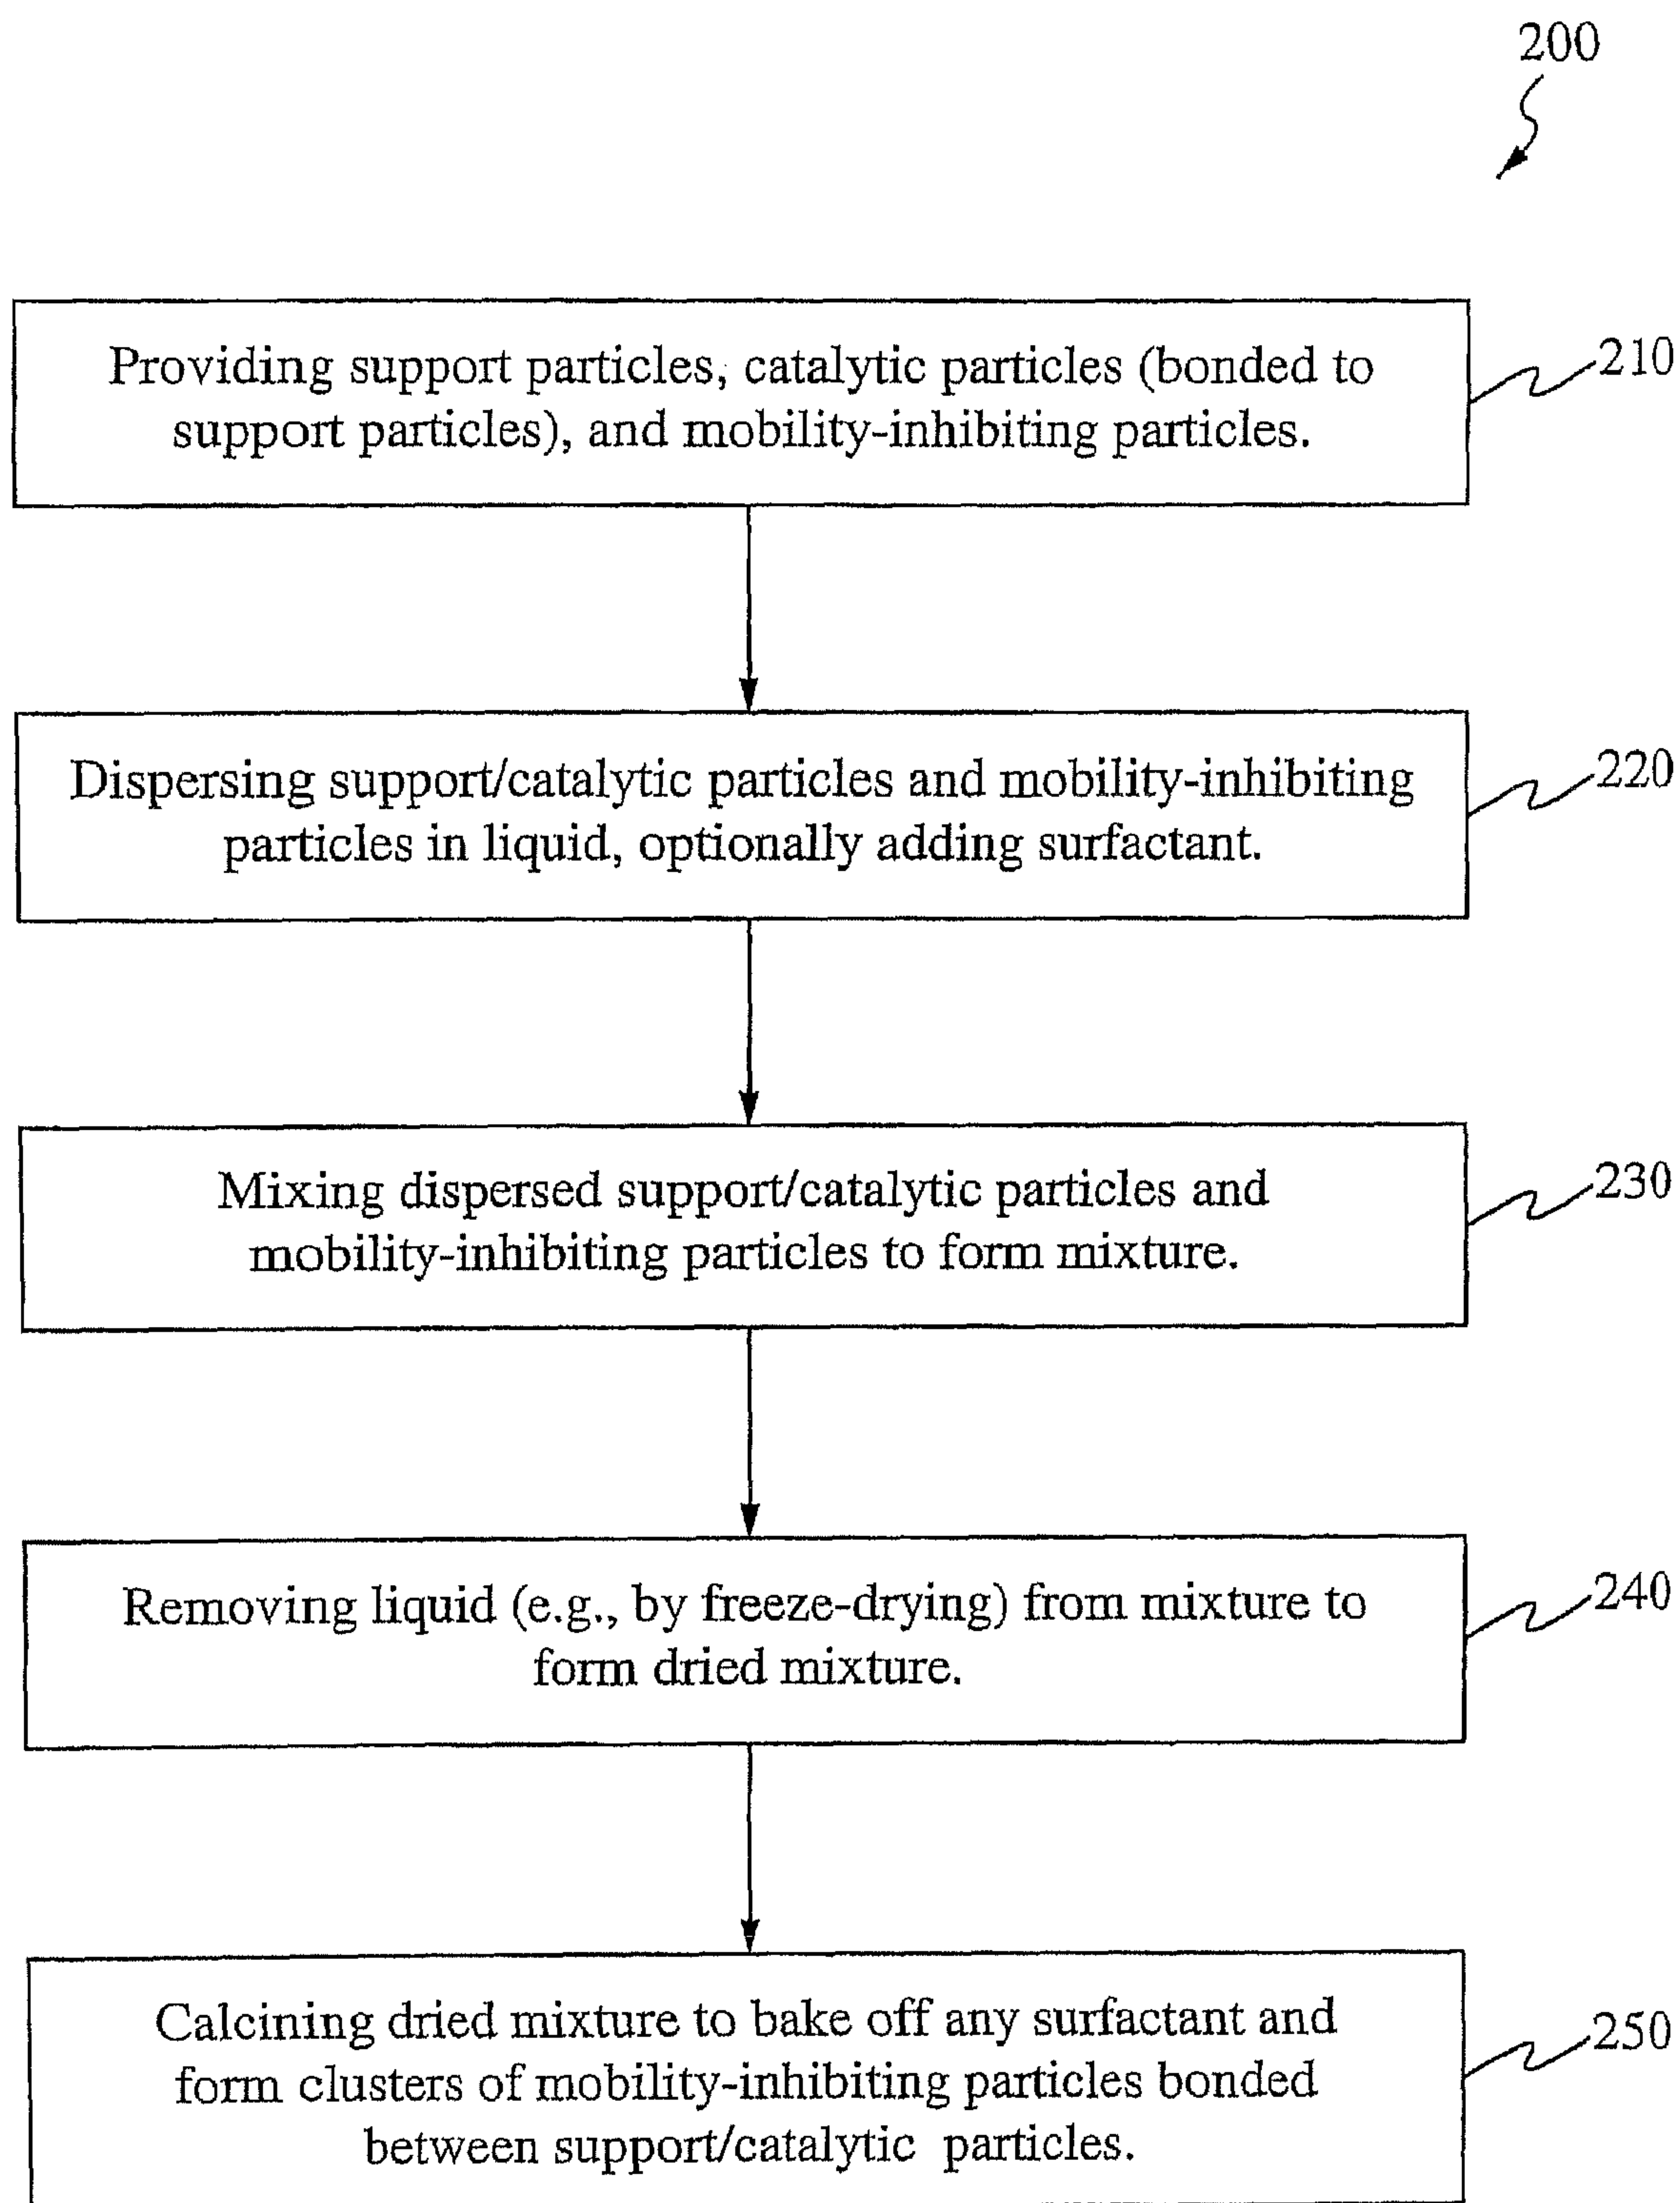 200
Providing support particles, catalytic particles (bonded to
support particles), and mobility-inhibiting particles.
210
Dispersing support/catalytic particles and mobility-inhibiting
particles in liquid, optionally adding surfactant.
220
Mixing dispersed support/catalytic particles and
mobility-inhibiting particles to form mixture.
230
Removing liquid (e.g., by freeze-drying) from mixture to
form dried mixture.
240
Calcining dried mixture to bake off any surfactant and
form clusters of mobility-inhibiting particles bonded
between support/catalytic particles.
250